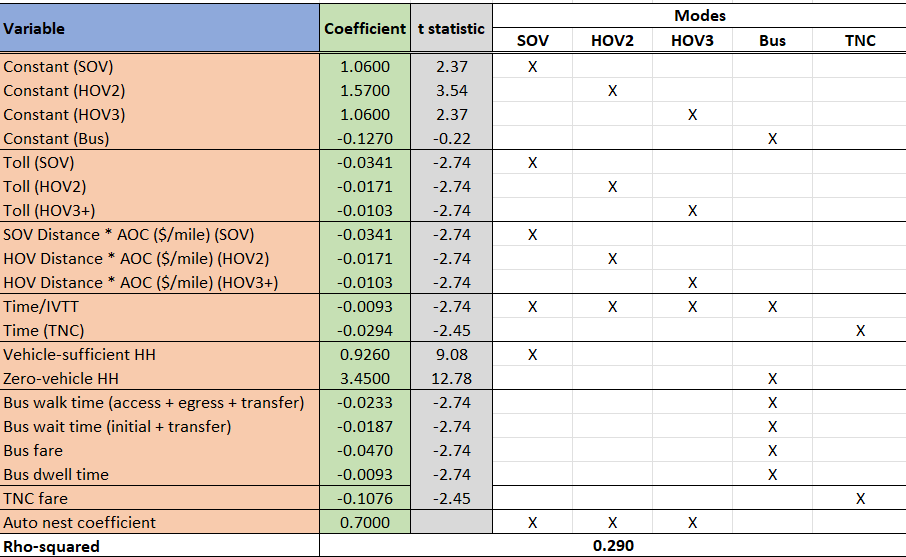 Variable Coefficient t statistic Modes
SOV HOV2 HOV3 Bus TNC
Constant (SOV) 1.0600 2.37 X
Constant (HOV2) 1.5700 3.54 X
Constant (HOV3) 1.0600 2.37 X
Constant (Bus) -0.1270 -0.22 X
Toll (SOV) -0.0341 -2.74 X
Toll (HOV2) -0.0171 -2.74 X
Toll (HOV3+) -0.0103 -2.74 X
SOV Distance * AOC ($/mile) (SOV) -0.0341 -2.74 X
HOV Distance * AOC ($/mile) (HOV2) -0.0171 -2.74 X
HOV Distance * AOC ($/mile) (HOV3+) -0.0103 -2.74 X
Time/IVTT -0.0093 -2.74 X X X X
Time (TNC) -0.0294 -2.45 X
Vehicle-sufficient HH 0.9260 9.08 X
Zero-vehicle HH 3.4500 12.78 X
Bus walk time (access + egress + transfer) -0.0233 -2.74 X
Bus wait time (initial + transfer) -0.0187 -2.74 X
Bus fare -0.0470 -2.74 X
Bus dwell time -0.0093 -2.74 X
TNC fare -0.1076 -2.45 X
Auto nest coefficient 0.7000 X X X
Rho-squared 0.290